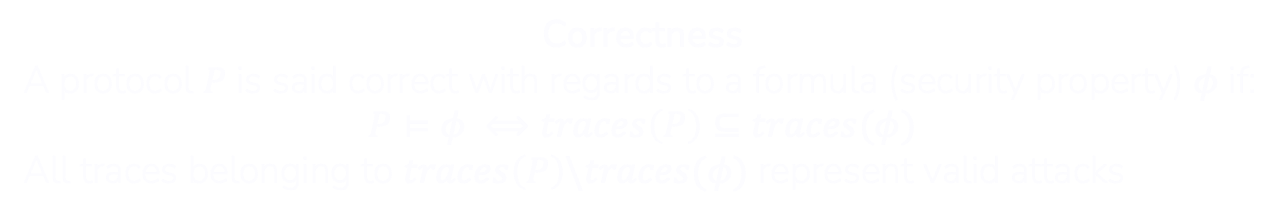 Correctness
A protocol P is said correct with regards to a formula (security property) ϕ if:
P ⊨ ϕ ⟺ traces(P) ⊆ traces(ϕ)
All traces belonging to traces(P)\traces(ϕ) represent valid attacks